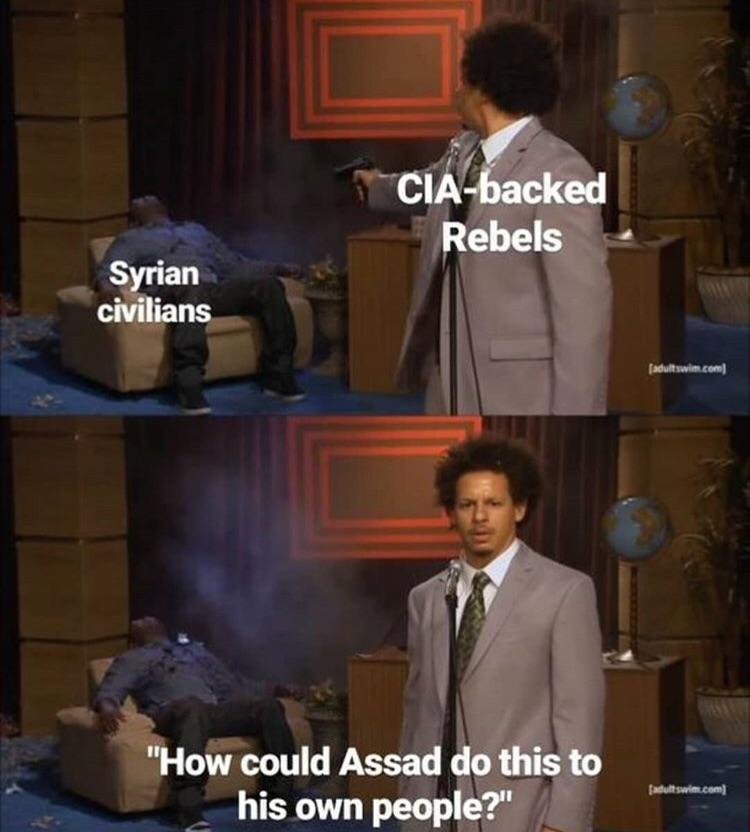 CIA-backed
Rebels
Syrian
civilians
[adultswim.com]
"How could Assad do this to
his own people?"
[adultswim.com]